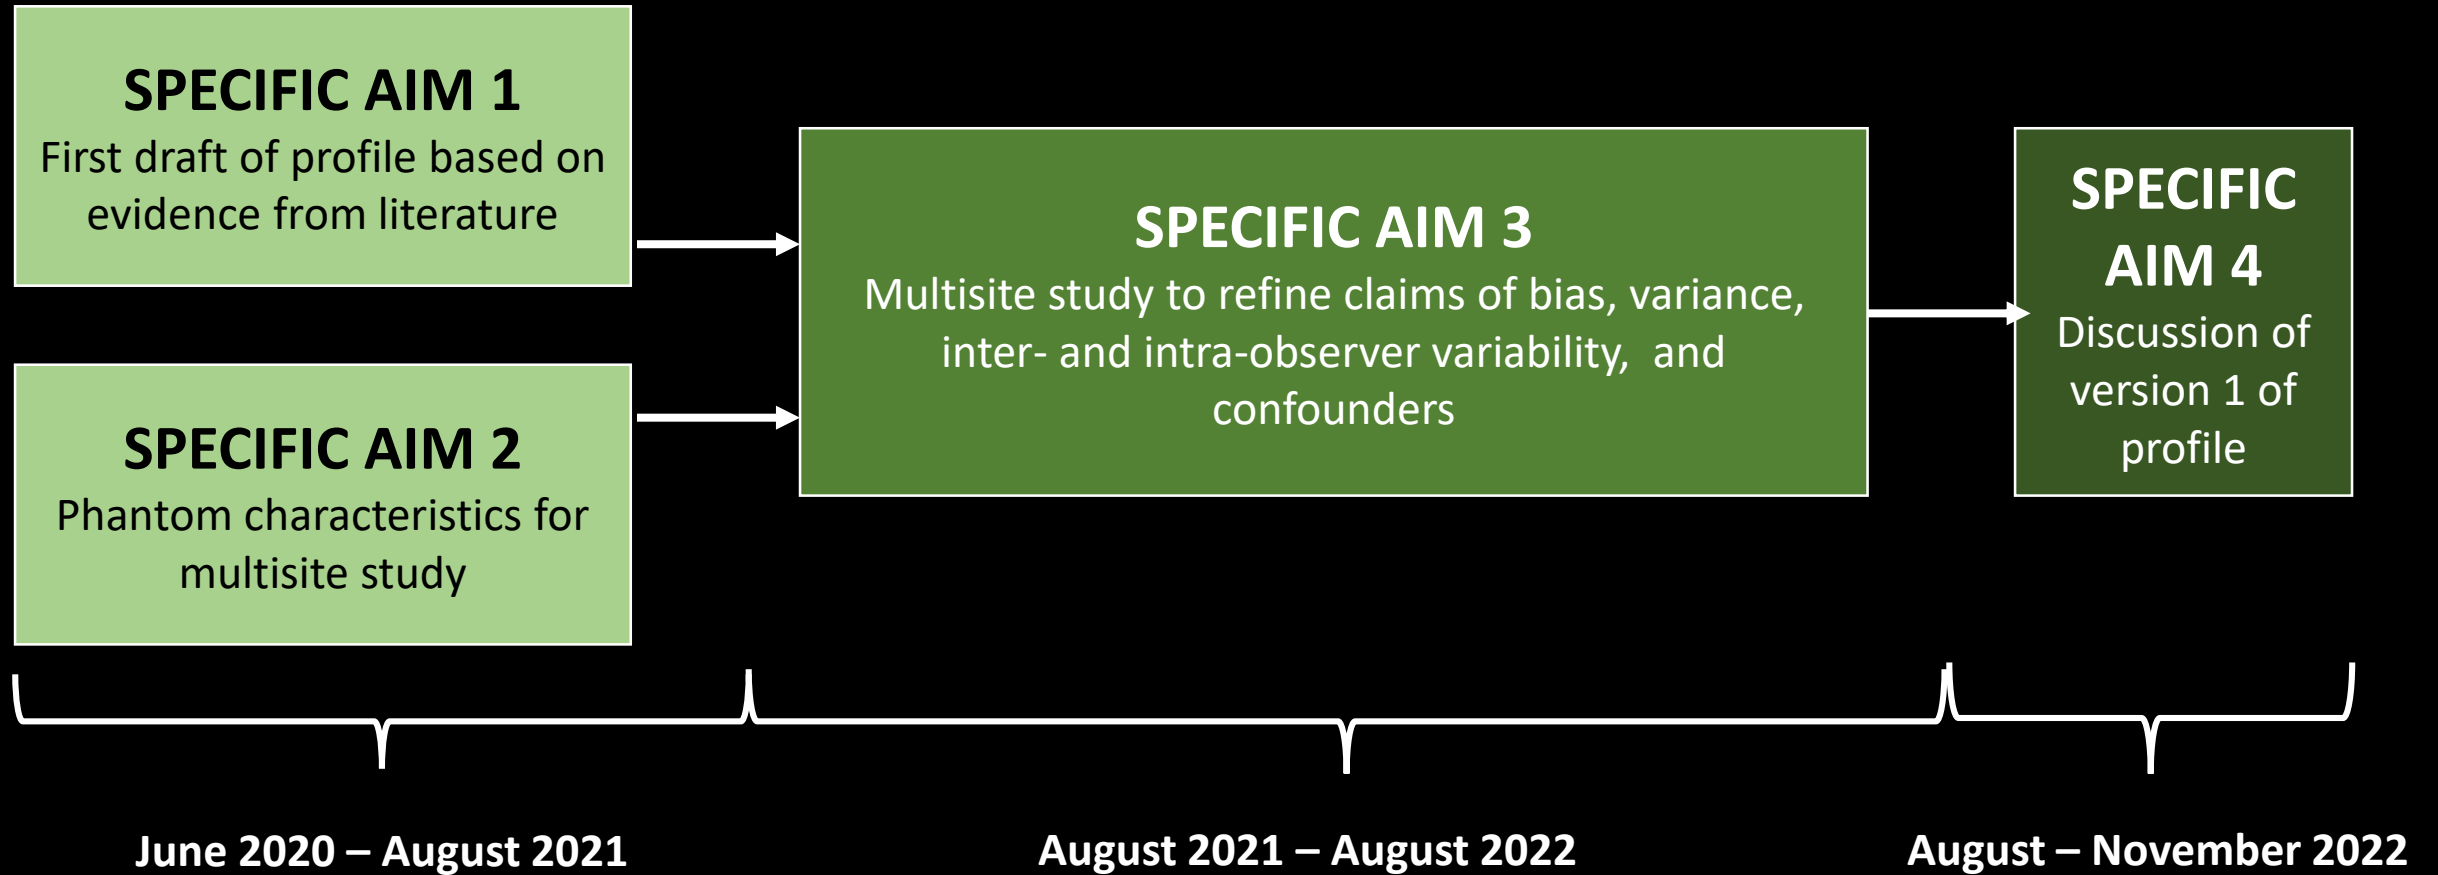 SPECIFIC AIM 1
First draft of profile based on
evidence from literature
SPECIFIC AIM 2
Phantom characteristics for
multisite study
SPECIFIC AIM 3
Multisite study to refine claims of bias, variance,
inter- and intra-observer variability,  and
confounders
SPECIFIC
AIM 4
Discussion of
version 1 of
profile
June 2020 – August 2021
August 2021 – August 2022
August – November 2022